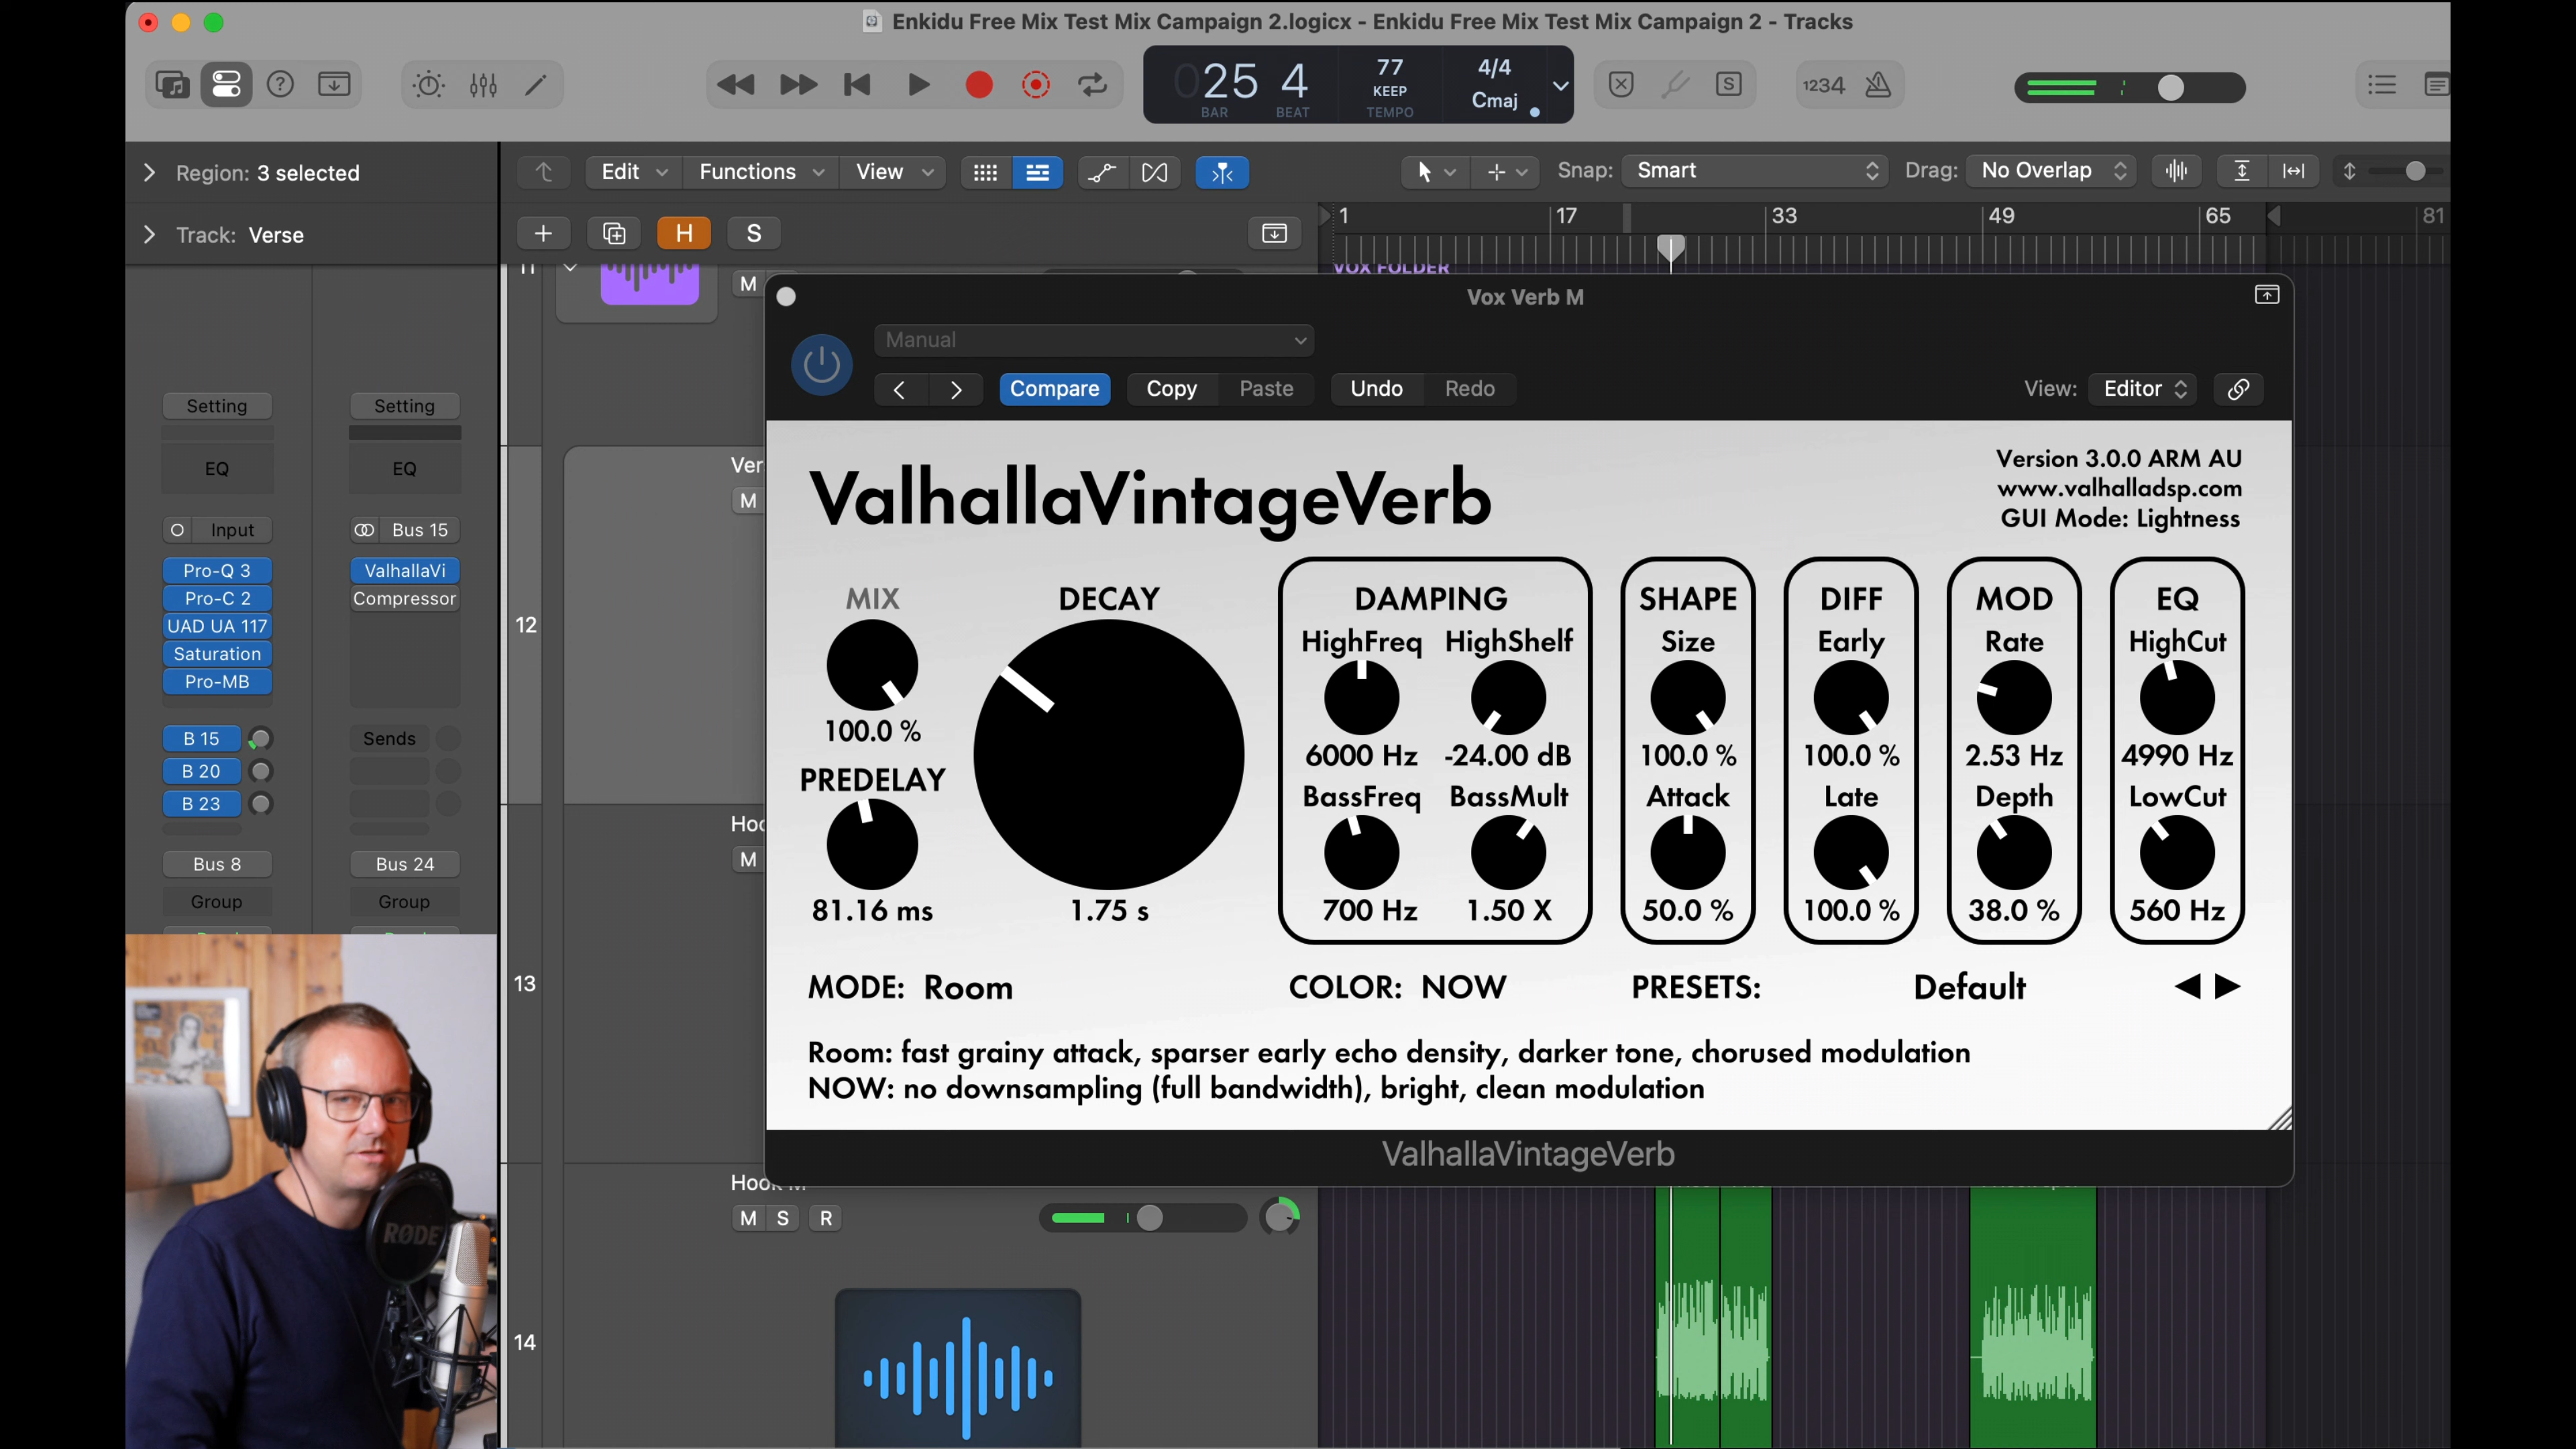 Enkidu Free Mix Test Mix Campaign 2.logicx - Enkidu Free Mix Test Mix Campaign 2 - Tracks
025 4
BAR BEAT
77
KEEP
TEMPO
4/4
Cmaj
S
1234
Region: 3 selected
Edit Functions View
Snap: Smart
Drag: No Overlap
Track: Verse
H S
1 17 33 49 65 81
VOX FOLDER
11
M
Setting Setting
EQ EQ
Input Bus 15
Pro-Q 3 ValhallaVi
Pro-C 2 Compressor
UAD UA 117
Saturation
Pro-MB
B 15 Sends
B 20
B 23
Bus 8 Bus 24
Group Group
12
Ver
M
13
Hoo
M
14
Hook M
M S R
Vox Verb M
Manual
Compare Copy Paste Undo Redo
View: Editor
ValhallaVintageVerb
Version 3.0.0 ARM AU
www.valhalladsp.com
GUI Mode: Lightness
MIX
100.0 %
PREDELAY
81.16 ms
DECAY
1.75 s
DAMPING
HighFreq HighShelf
6000 Hz -24.00 dB
BassFreq BassMult
700 Hz 1.50 X
SHAPE
Size
100.0 %
Attack
50.0 %
DIFF
Early
100.0 %
Late
100.0 %
MOD
Rate
2.53 Hz
Depth
38.0 %
EQ
HighCut
4990 Hz
LowCut
560 Hz
MODE: Room
COLOR: NOW
PRESETS: Default
Room: fast grainy attack, sparser early echo density, darker tone, chorused modulation
NOW: no downsampling (full bandwidth), bright, clean modulation
ValhallaVintageVerb
RØDE